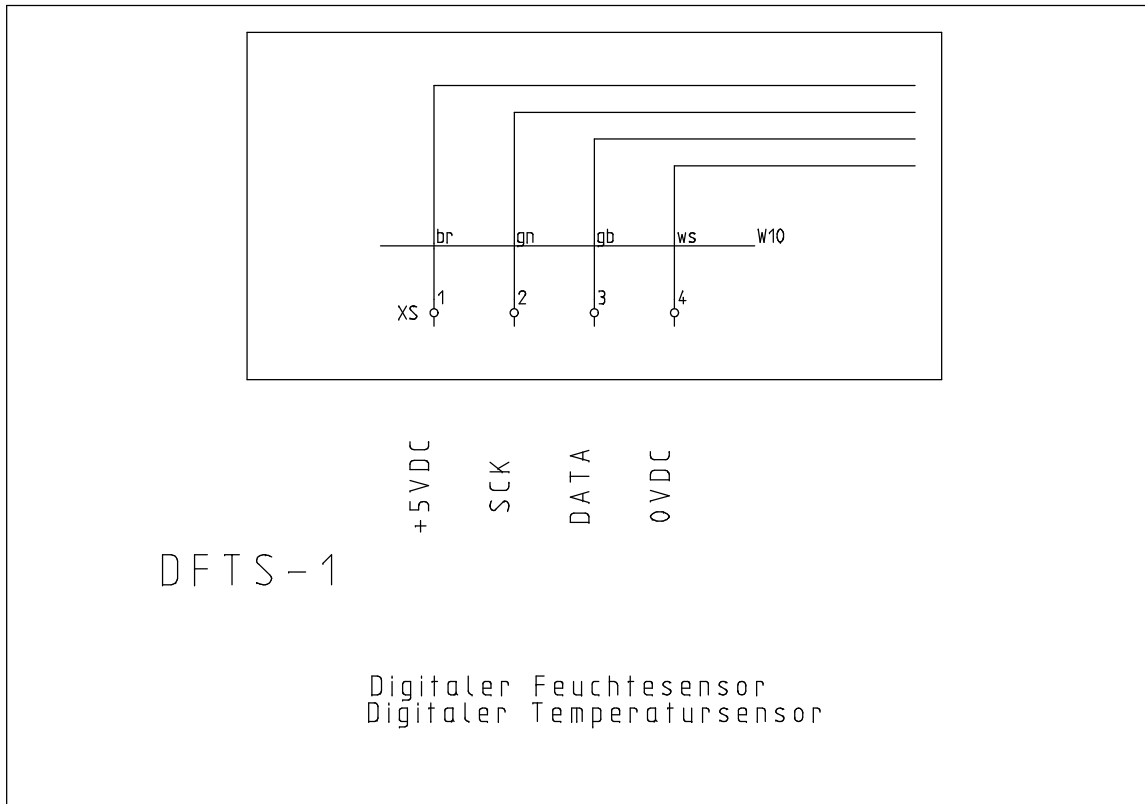 br gn gb ws W10
XS 1 2 3 4
+5VDC
SCK
DATA
0VDC
DFTS-1
Digitaler Feuchtesensor
Digitaler Temperatursensor